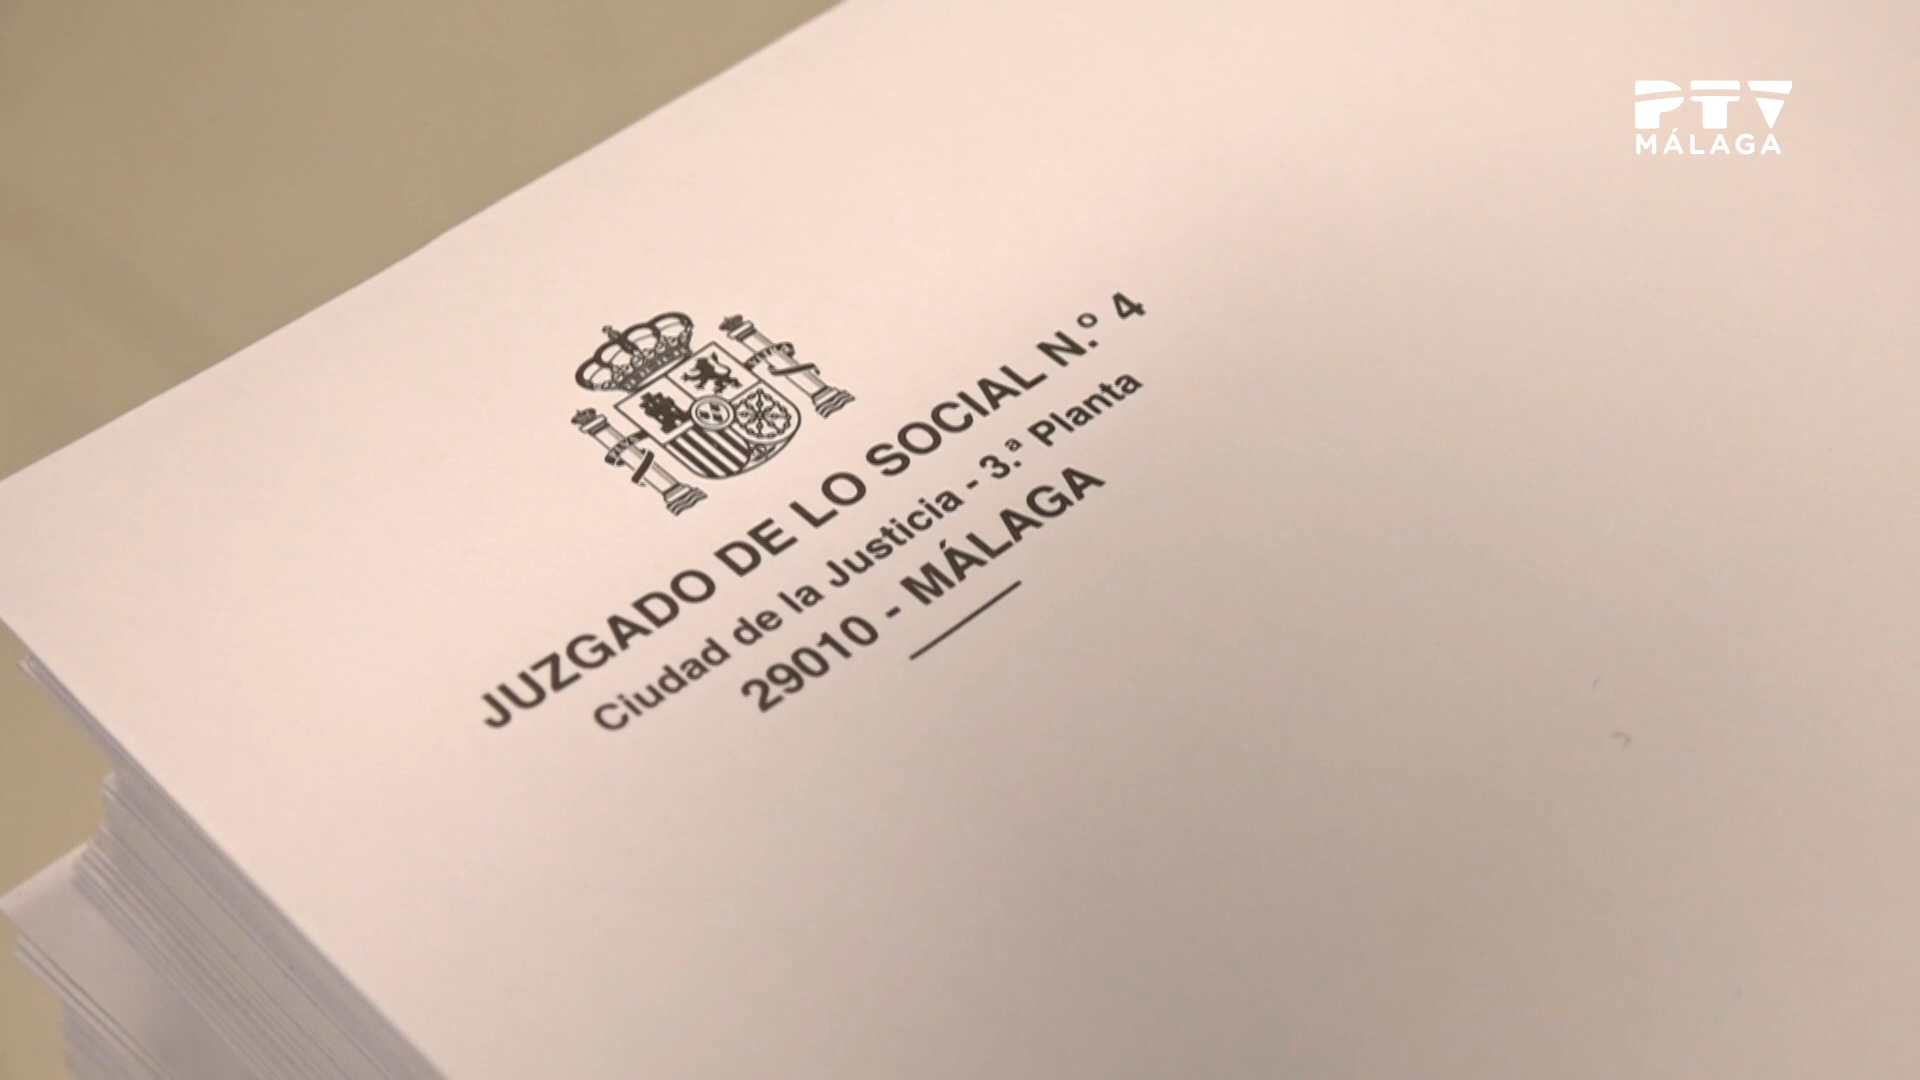 PTV
MÁLAGA
JUZGADO DE LO SOCIAL N.º 4
Ciudad de la Justicia - 3.ª Planta
29010 - MÁLAGA